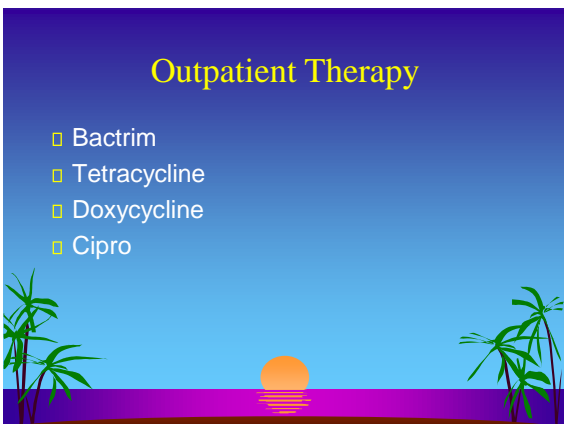 Outpatient Therapy
Bactrim
Tetracycline
Doxycycline
Cipro